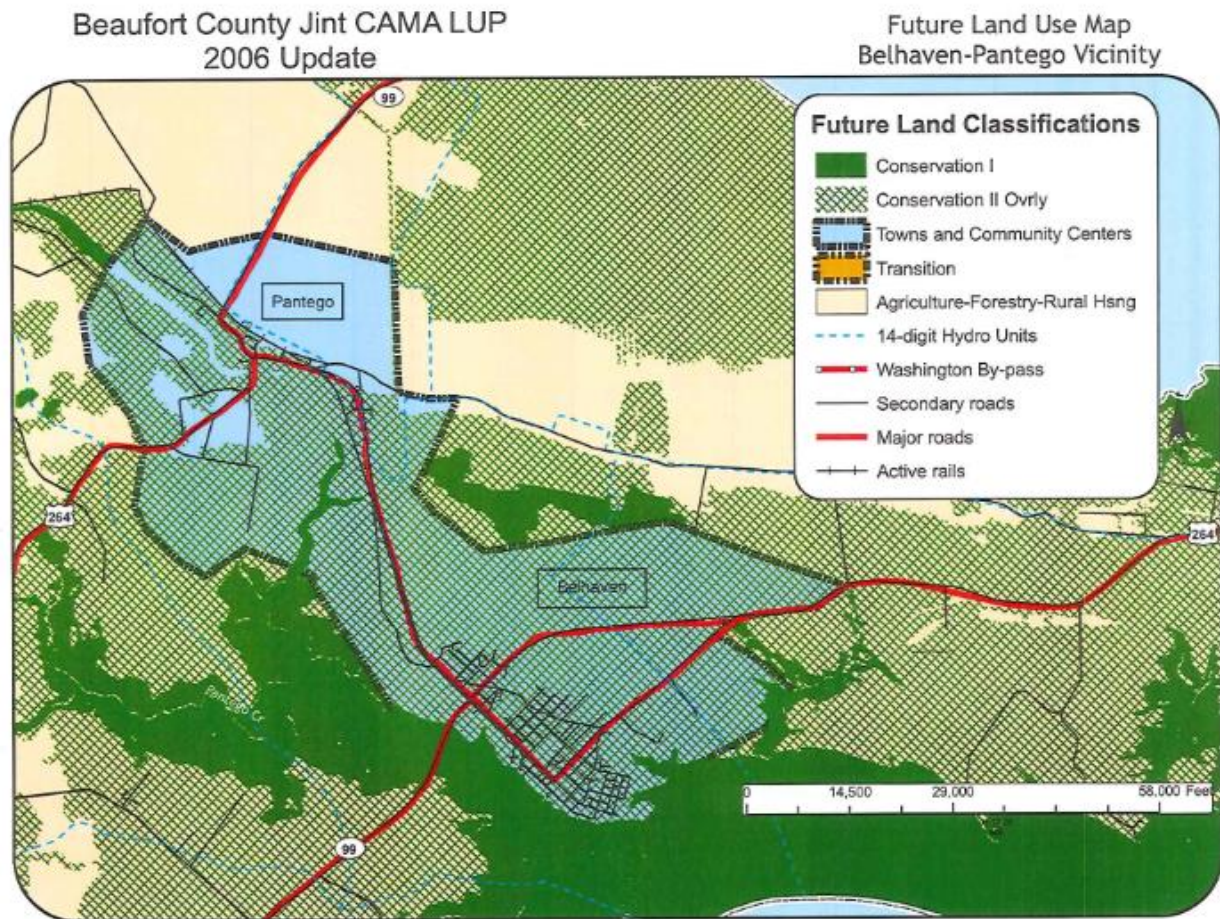 Beaufort County Jint CAMA LUP
2006 Update
Future Land Use Map
Belhaven-Pantego Vicinity
99
Future Land Classifications
Conservation I
Conservation II Ovrly
Towns and Community Centers
Transition
Agriculture-Forestry-Rural Hsng
14-digit Hydro Units
Washington By-pass
Secondary roads
Major roads
Active rails
Pantego
264
264
Belhaven
Pantego Cr
0 14,500 29,000 58,000 Feet
99